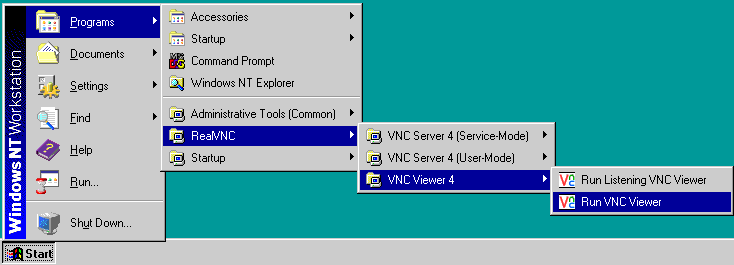 Windows NT Workstation
Programs
Documents
Settings
Find
Help
Run...
Shut Down...
Start
Accessories
Startup
Command Prompt
Windows NT Explorer
Administrative Tools (Common)
RealVNC
Startup
VNC Server 4 (Service-Mode)
VNC Server 4 (User-Mode)
VNC Viewer 4
Run Listening VNC Viewer
Run VNC Viewer